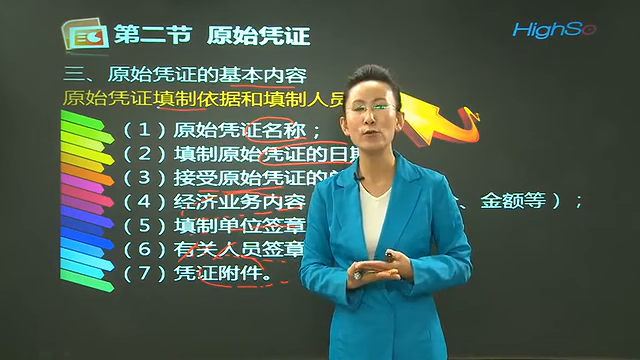 第二节 原始凭证
HighSo
三、原始凭证的基本内容
原始凭证填制依据和填制人员
（1）原始凭证名称；
（2）填制原始凭证的日期
（3）接受原始凭证的
（4）经济业务内容 、金额等）；
（5）填制单位签章
（6）有关人员签章
（7）凭证附件。